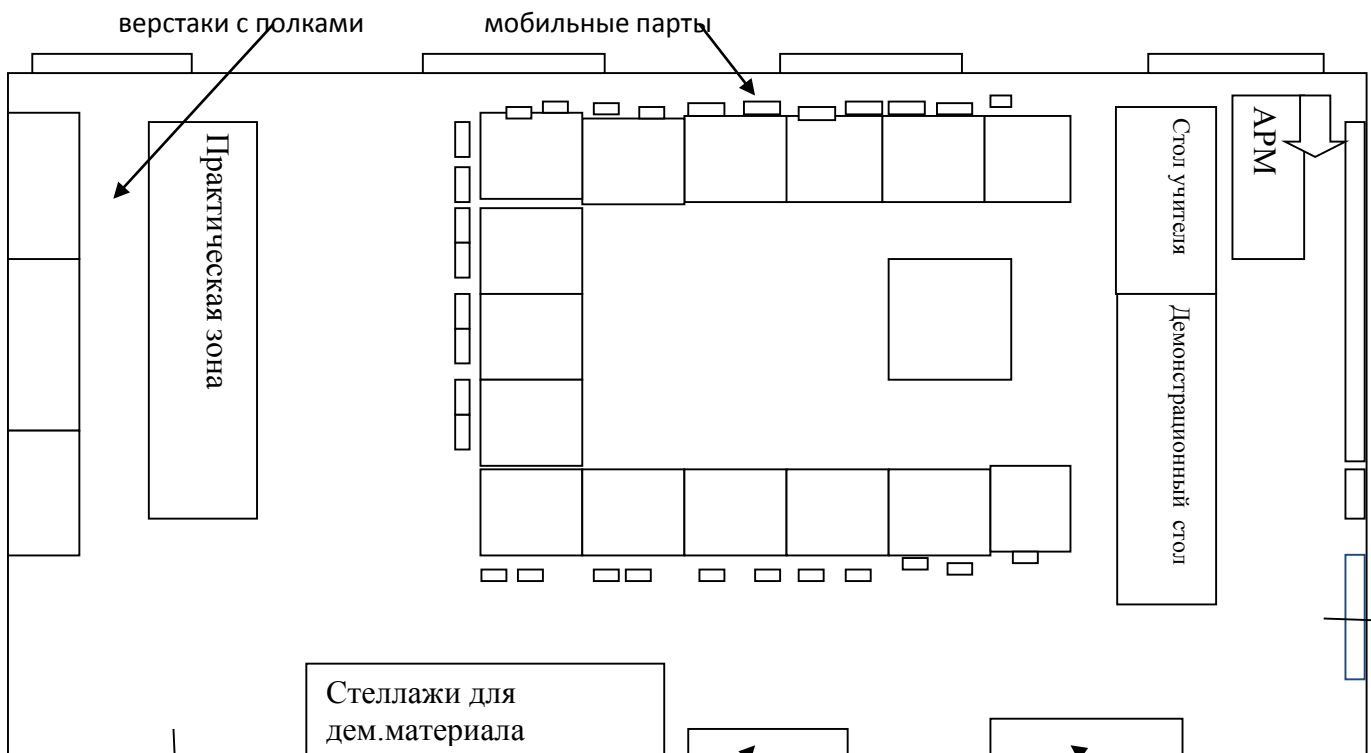 верстаки с полками
мобильные парты
Практическая зона
Стол учителя
АРМ
Демонстрационный стол
Стеллажи для
дем.материала